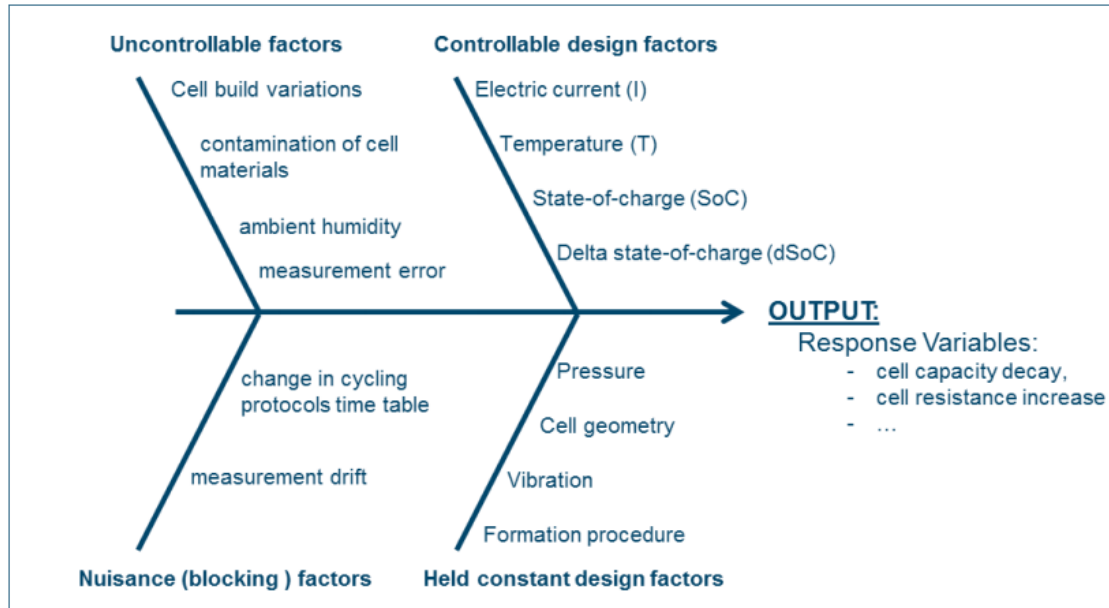 Uncontrollable factors
Cell build variations
contamination of cell
materials
ambient humidity
measurement error
Controllable design factors
Electric current (I)
Temperature (T)
State-of-charge (SoC)
Delta state-of-charge (dSoC)
OUTPUT:
Response Variables:
- cell capacity decay,
- cell resistance increase
- …
change in cycling
protocols time table
measurement drift
Nuisance (blocking ) factors
Pressure
Cell geometry
Vibration
Formation procedure
Held constant design factors